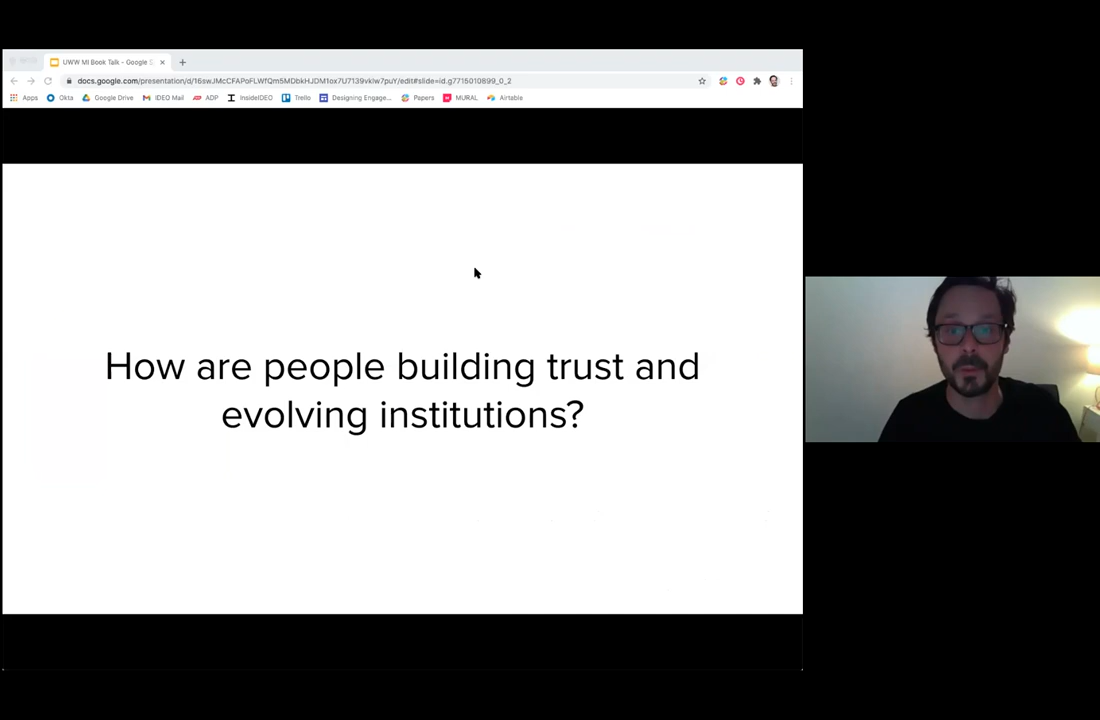 UWW MI Book Talk - Google S
docs.google.com/presentation/d/16swJMcCFAPoFLWfQm5MDbkHJDM1ox7U7139vkIw7puY/edit#slide=id.g7715010899_0_2
Apps Okta Google Drive IDEO Mail ADP InsideIDEO Trello Designing Engage... Papers MURAL Airtable
How are people building trust and
evolving institutions?